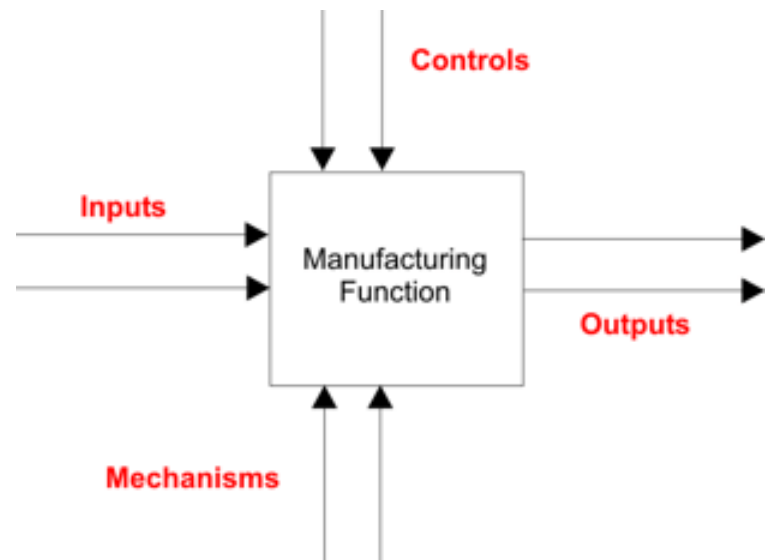 Controls
Inputs
Manufacturing
Function
Outputs
Mechanisms